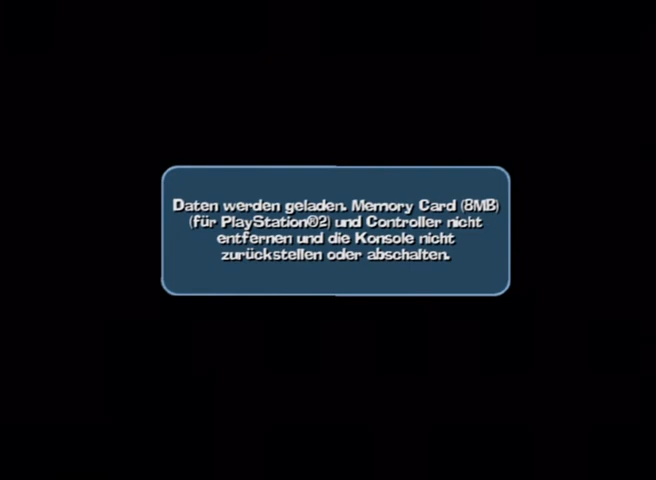 Daten werden geladen. Memory Card (8MB)
(für PlayStation®2) und Controller nicht
entfernen und die Konsole nicht
zurückstellen oder abschalten.